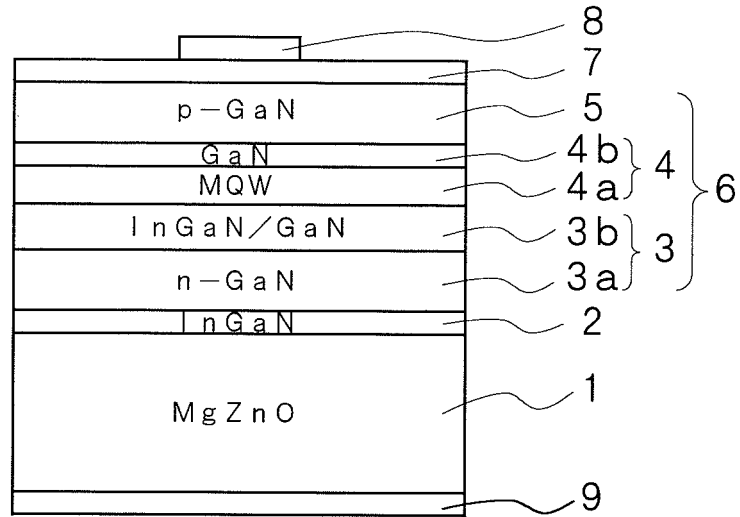 8
7
p-GaN 5
GaN 4b 4
MQW 4a 6
InGaN/GaN 3b 3
n-GaN 3a
InGaN 2
MgZnO 1
9